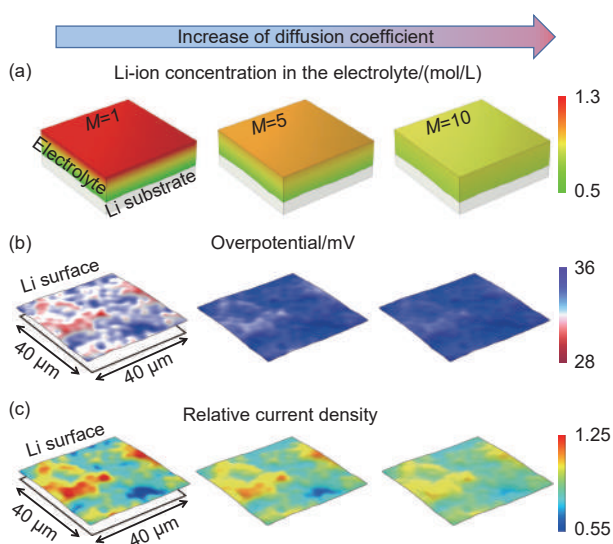 Increase of diffusion coefficient
(a) Li-ion concentration in the electrolyte/(mol/L)
M=1
M=5
M=10
1.3
0.5
Electrolyte
Li substrate
(b) Overpotential/mV
Li surface
36
28
40 μm
40 μm
(c) Relative current density
Li surface
1.25
0.55
40 μm
40 μm